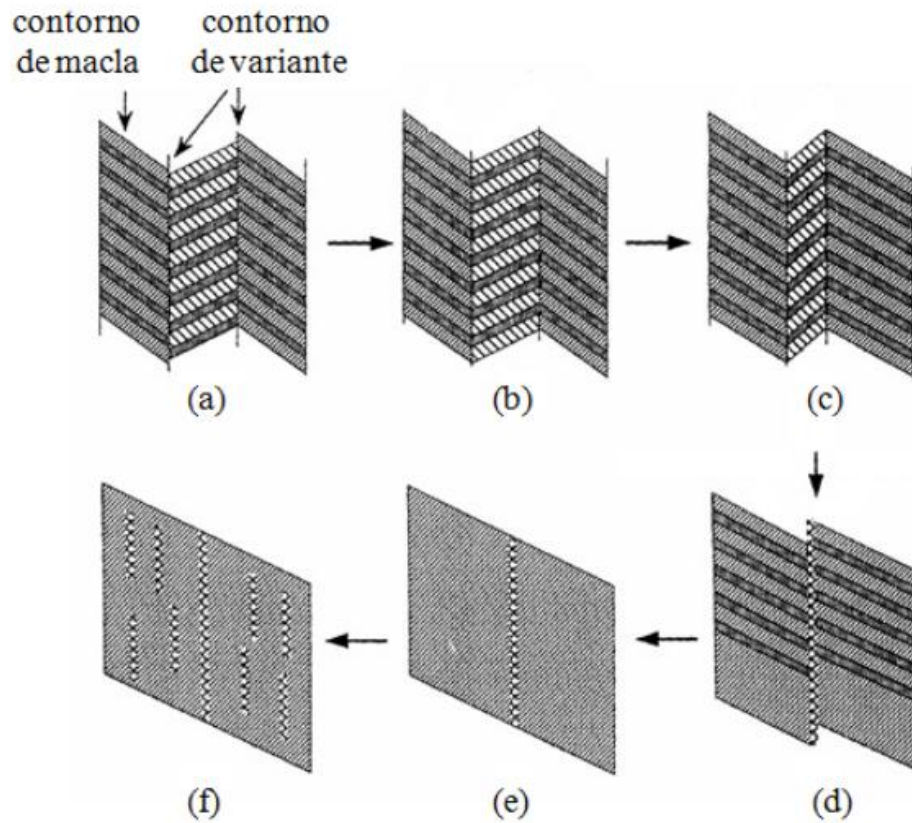 contorno contorno
de macla de variante
(a) (b) (c)
(f) (e) (d)